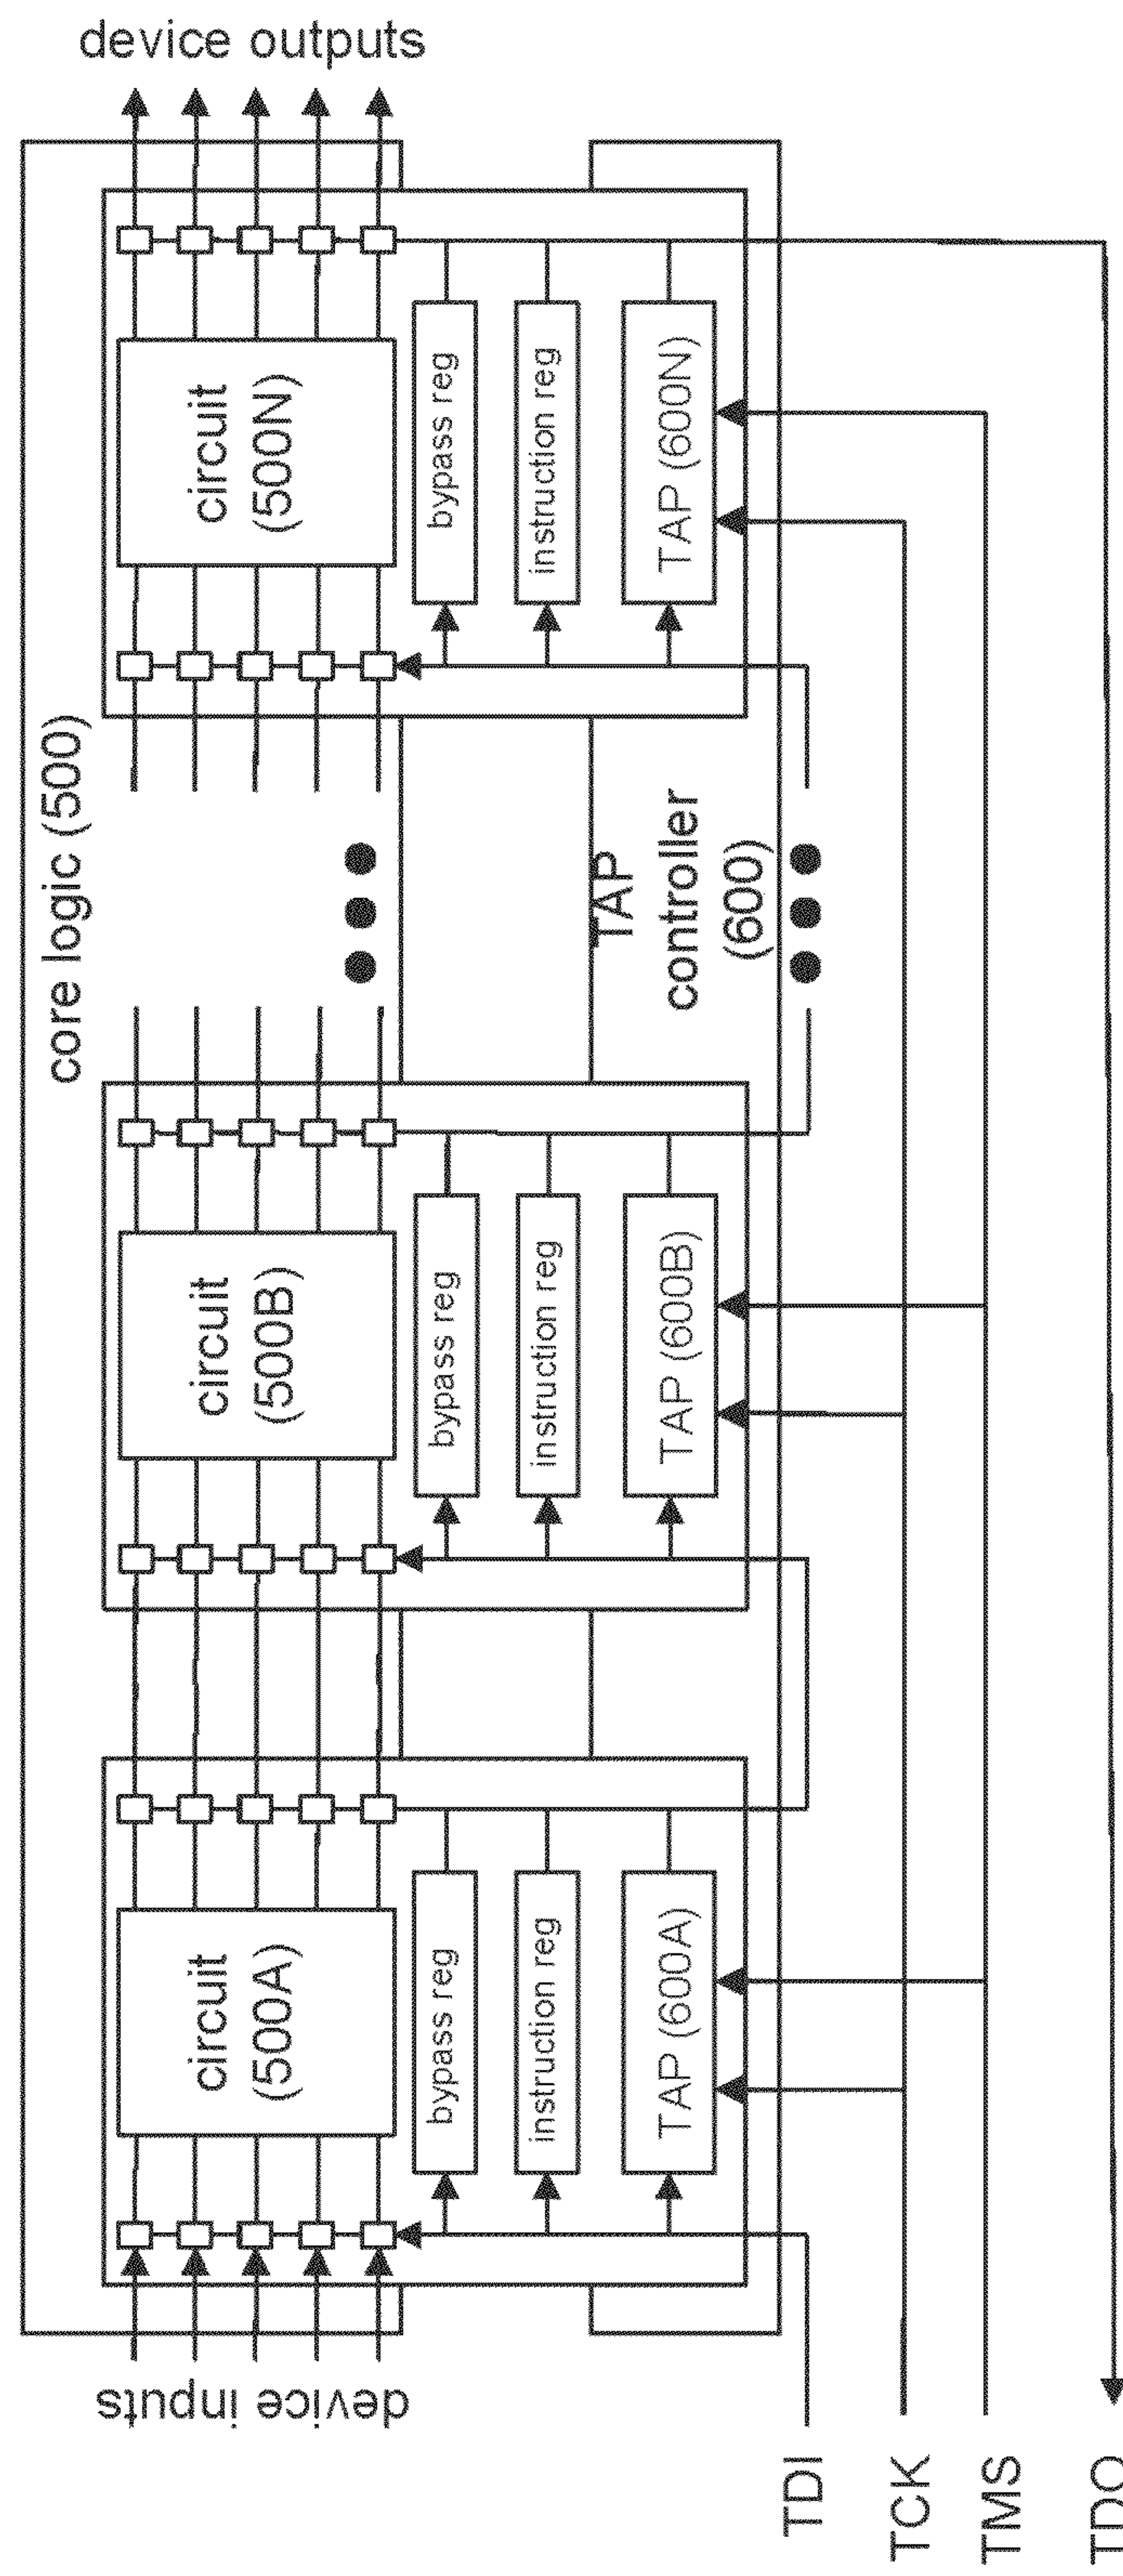 device outputs
core logic (500)
circuit
(500N)
bypass reg
instruction reg
TAP (600N)
TAP
controller
(600)
circuit
(500B)
bypass reg
instruction reg
TAP (600B)
circuit
(500A)
bypass reg
instruction reg
TAP (600A)
device inputs
TDI
TCK
TMS
TDO